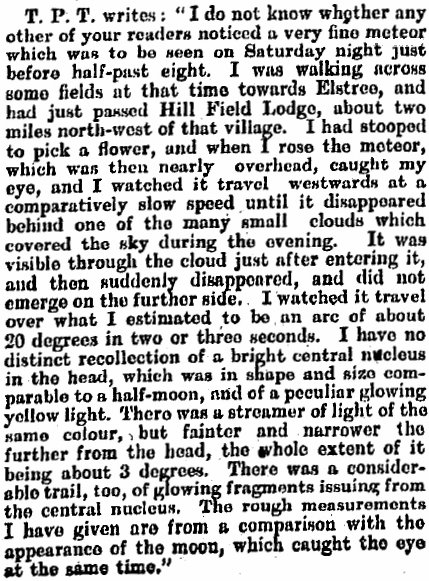 T. P. T. writes: "I do not know whether any
other of your readers noticed a very fine meteor
which was to be seen on Saturday night just
before half-past eight. I was walking across
some fields at that time towards Elstree, and
had just passed Hill Field Lodge, about two
miles north-west of that village. I had stooped
to pick a flower, and when I rose the meteor,
which was then nearly overhead, caught my
eye, and I watched it travel westwards at a
comparatively slow speed until it disappeared
behind one of the many small clouds which
covered the sky during the evening. It was
visible through the cloud just after entering it,
and then suddenly disappeared, and did not
emerge on the further side. I watched it travel
over what I estimated to be an arc of about
20 degrees in two or three seconds. I have no
distinct recollection of a bright central nucleus
in the head, which was in shape and size com-
parable to a half-moon, and of a peculiar glowing
yellow light. There was a streamer of light of the
same colour, but fainter and narrower the
further from the head, the whole extent of it
being about 3 degrees. There was a consider-
able trail, too, of glowing fragments issuing from
the central nucleus. The rough measurements
I have given are from a comparison with the
appearance of the moon, which caught the eye
at the same time."